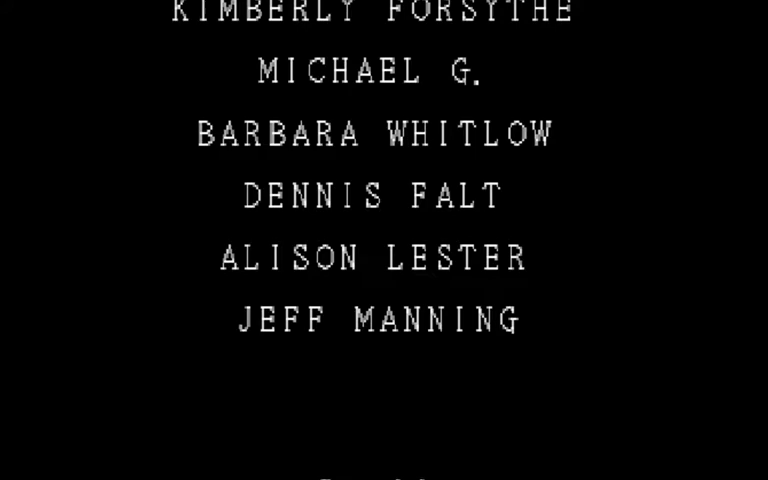 KIMBERLY FORSYTHE
MICHAEL G.
BARBARA WHITLOW
DENNIS FALT
ALISON LESTER
JEFF MANNING